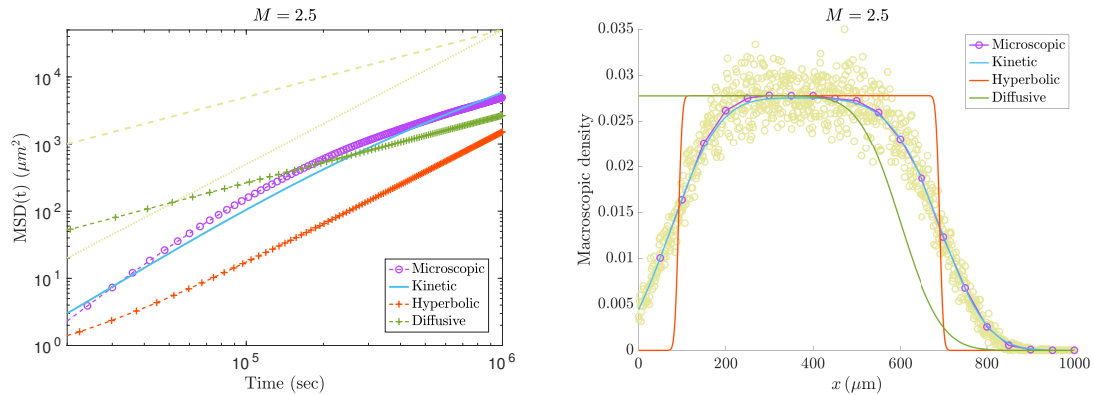 M = 2.5
MSD(t) (μm²)
10⁴
10³
10²
10¹
10⁰
10⁵
10⁶
Time (sec)
Microscopic
Kinetic
Hyperbolic
Diffusive
M = 2.5
Macroscopic density
0.035
0.03
0.025
0.02
0.015
0.01
0.005
0
0
200
400
600
800
1000
x (μm)
Microscopic
Kinetic
Hyperbolic
Diffusive